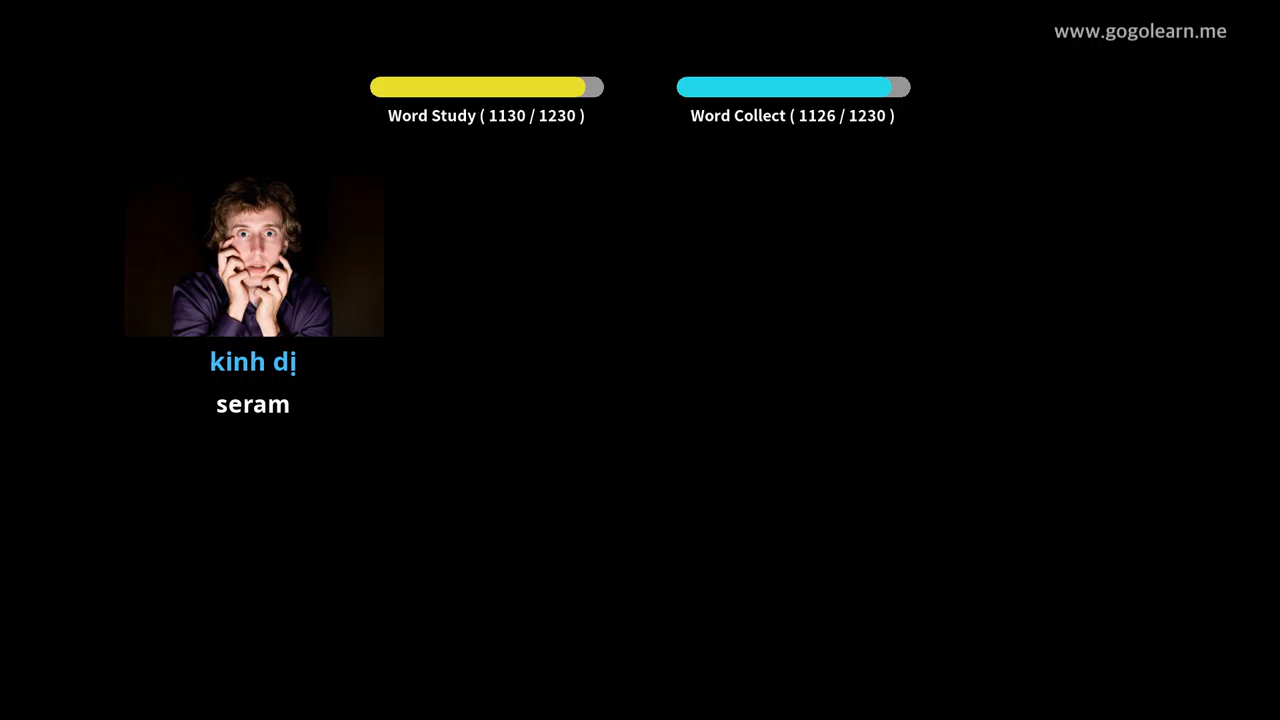 www.gogolearn.me
Word Study ( 1130 / 1230 )
Word Collect ( 1126 / 1230 )
kinh dị
seram